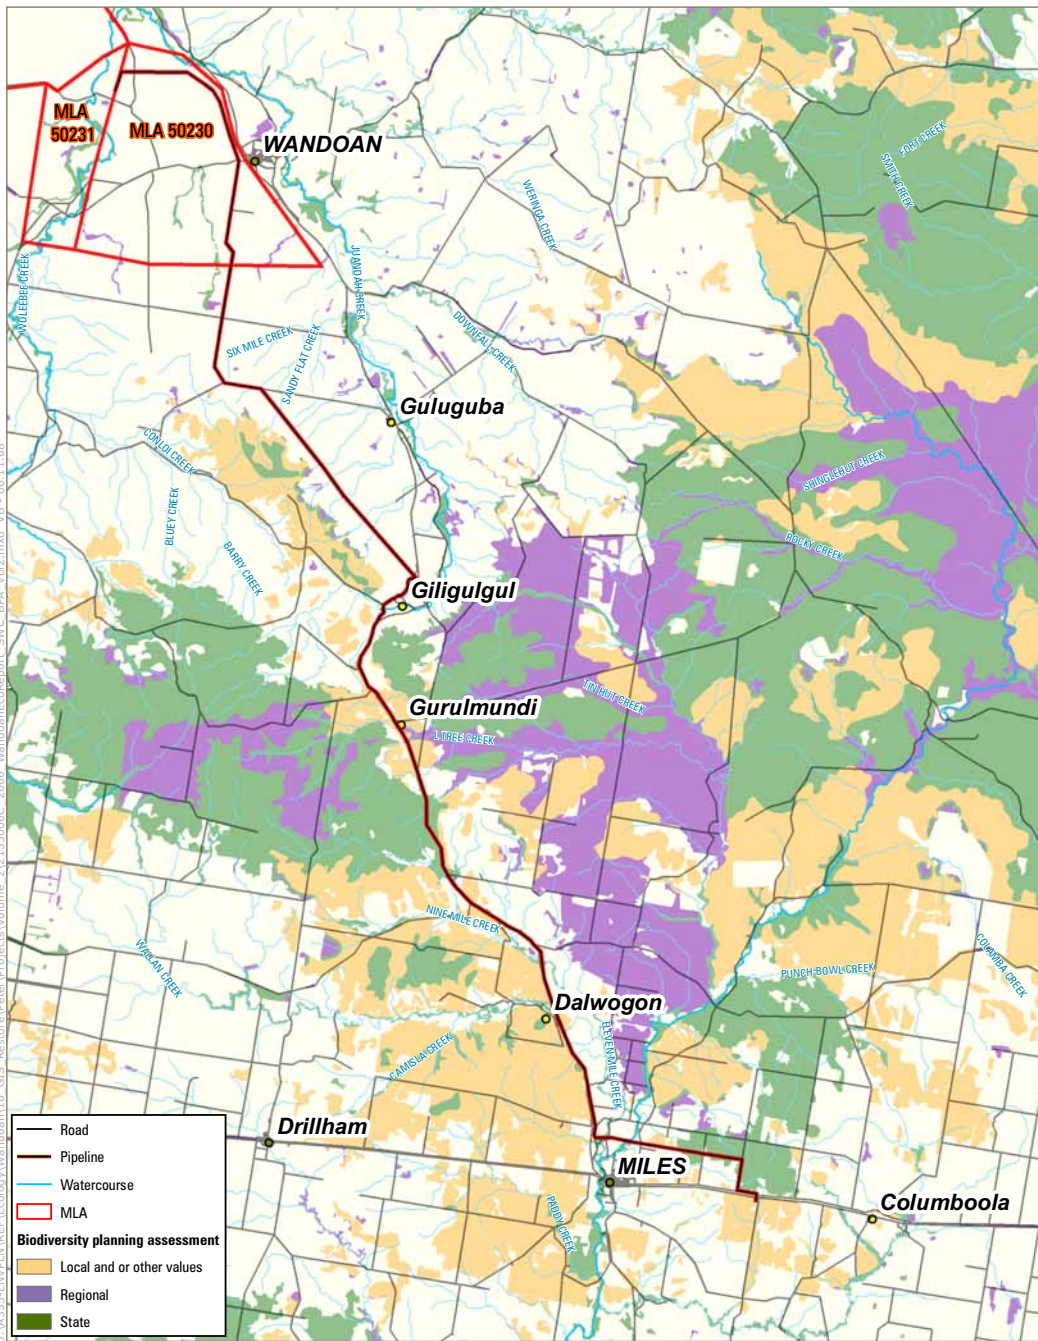 MLA
50231
MLA 50230
WANDOAN
FORT CREEK
SMITH CREEK
WERINGA CREEK
JUANDAH CREEK
WOLEEBEE CREEK
SIX MILE CREEK
SANDY FLAT CREEK
DOWNFALL CREEK
Guluguba
CONLOI CREEK
BLUEY CREEK
BARRY CREEK
SHINGLEHUT CREEK
ROCKY CREEK
Giligulgul
TIN HUT CREEK
Gurulmundi
L TREE CREEK
NINE MILE CREEK
WALLAN CREEK
PUNCH BOWL CREEK
COLAMBA CREEK
Dalwogon
ELEVEN MILE CREEK
CAMISLA CREEK
Drillham
MILES
PADDY CREEK
Columboola
Road
Pipeline
Watercourse
MLA
Biodiversity planning assessment
Local and or other values
Regional
State